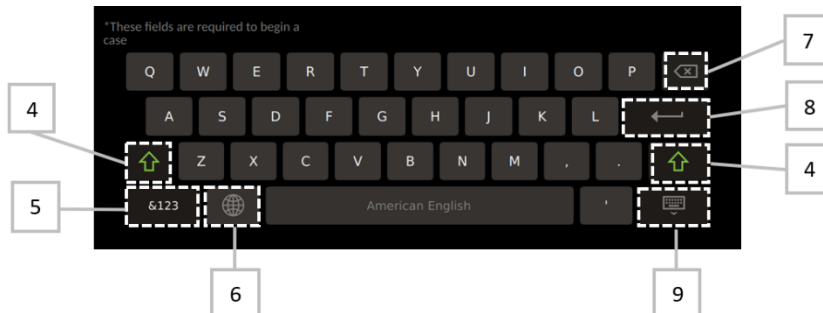 *These fields are required to begin a
case
7
Q W E R T Y U I O P
8
4
A S D F G H J K L
Z X C V B N M , .
4
5
&123
American English
'
6
9